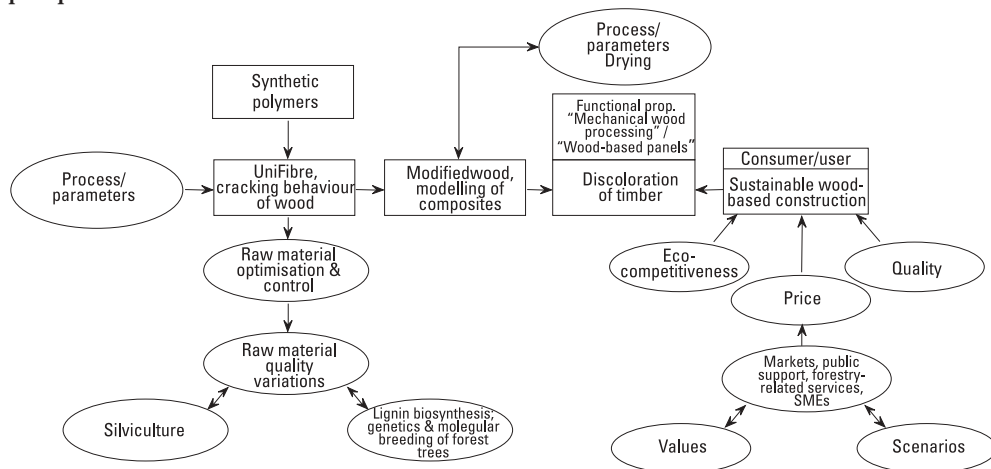 Process/
parameters
Drying
Synthetic
polymers
Functional prop.
“Mechanical wood
processing” /
“Wood-based panels”
Process/
parameters
UniFibre,
cracking behaviour
of wood
Modifiedwood,
modelling of
composites
Discoloration
of timber
Consumer/user
Sustainable wood-
based construction
Raw material
optimisation &
control
Eco-
competitiveness
Quality
Price
Raw material
quality
variations
Markets, public
support, forestry-
related services,
SMEs
Silviculture
Lignin biosynthesis;
genetics & molegular
breeding of forest
trees
Values
Scenarios